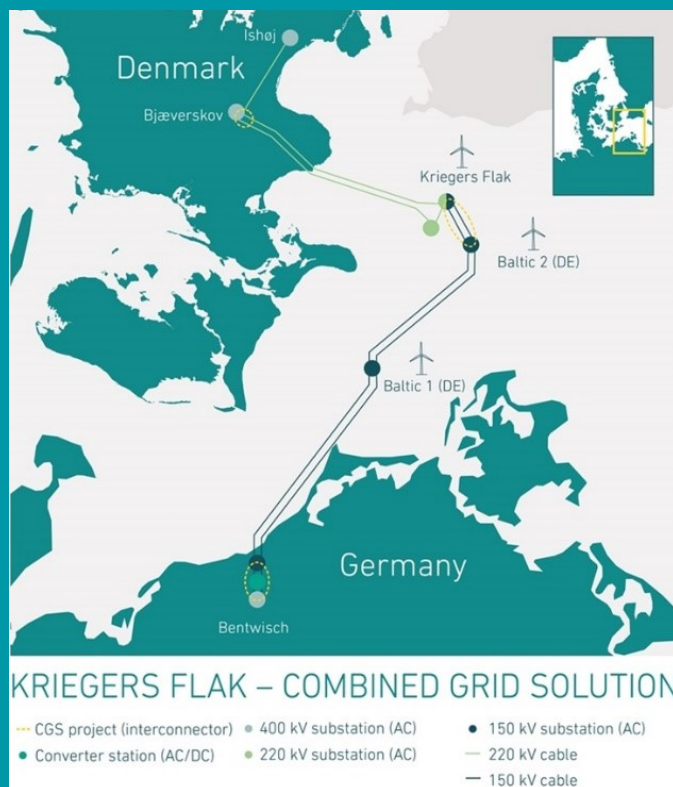 Ishøj
Denmark
Bjæverskov
Kriegers Flak
Baltic 2 (DE)
Baltic 1 (DE)
Germany
Bentwisch
KRIEGERS FLAK – COMBINED GRID SOLUTION
CGS project (interconnector)
400 kV substation (AC)
150 kV substation (AC)
Converter station (AC/DC)
220 kV substation (AC)
220 kV cable
150 kV cable